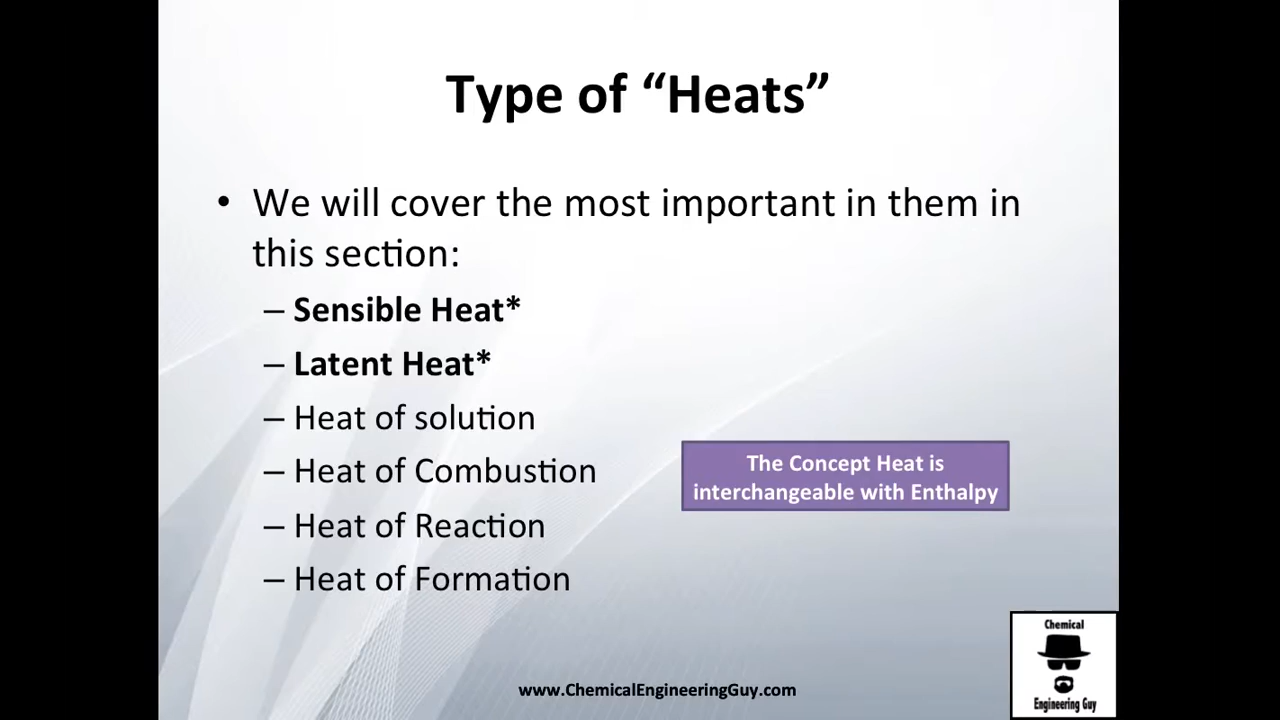 Type of “Heats”
• We will cover the most important in them in
this section:
– Sensible Heat*
– Latent Heat*
– Heat of solution
– Heat of Combustion
– Heat of Reaction
– Heat of Formation
The Concept Heat is
interchangeable with Enthalpy
www.ChemicalEngineeringGuy.com
Chemical
Engineering Guy